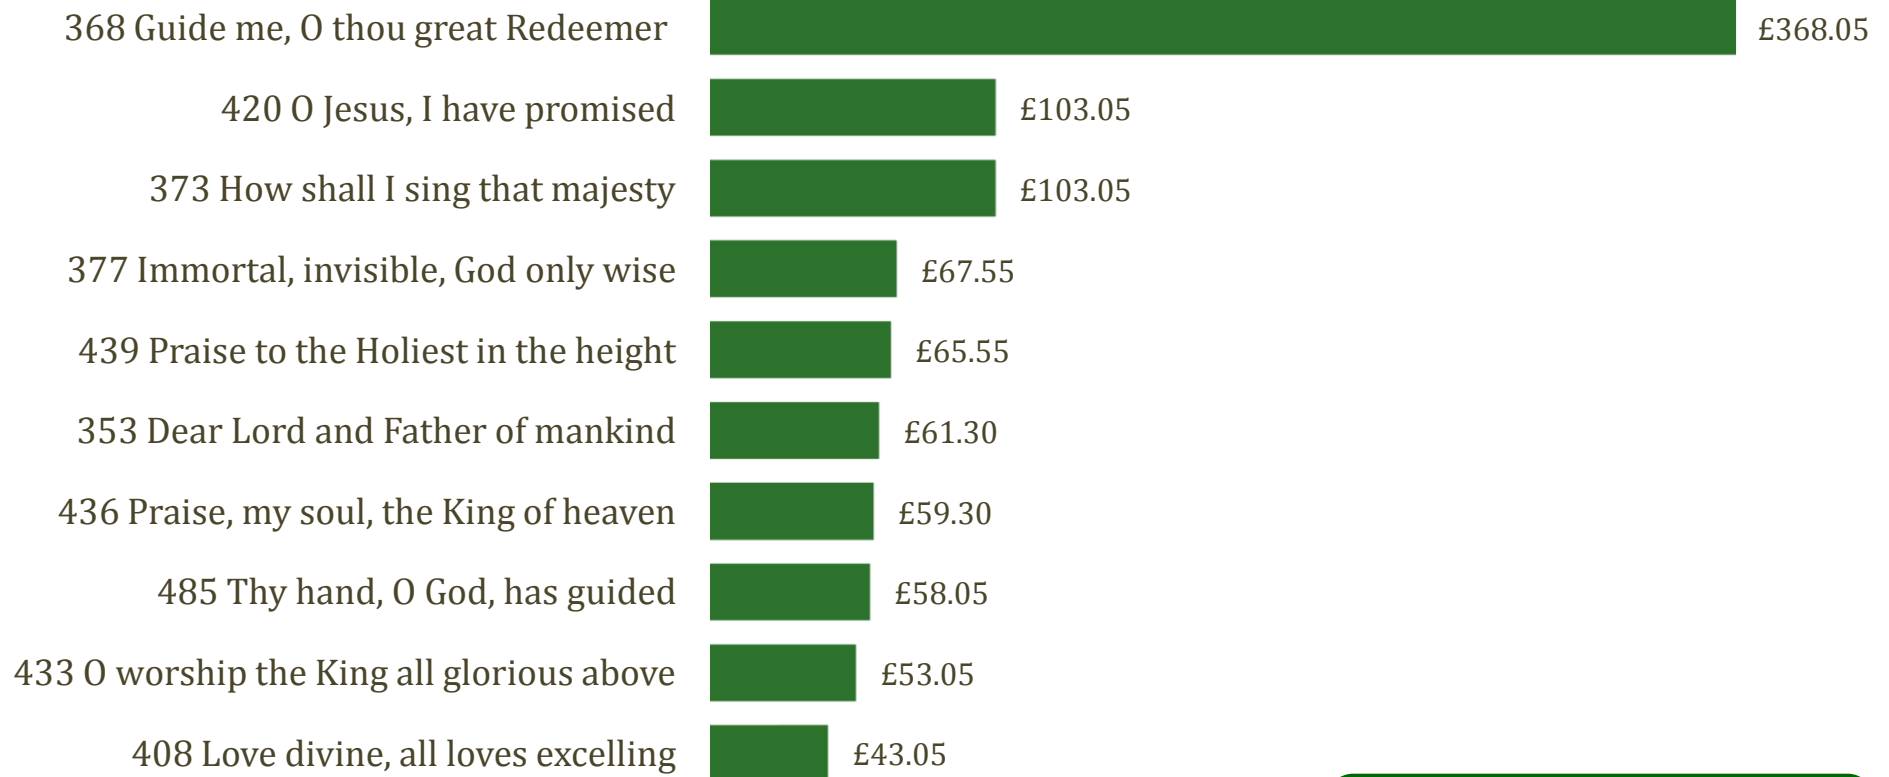 368 Guide me, O thou great Redeemer £368.05
420 O Jesus, I have promised £103.05
373 How shall I sing that majesty £103.05
377 Immortal, invisible, God only wise £67.55
439 Praise to the Holiest in the height £65.55
353 Dear Lord and Father of mankind £61.30
436 Praise, my soul, the King of heaven £59.30
485 Thy hand, O God, has guided £58.05
433 O worship the King all glorious above £53.05
408 Love divine, all loves excelling £43.05